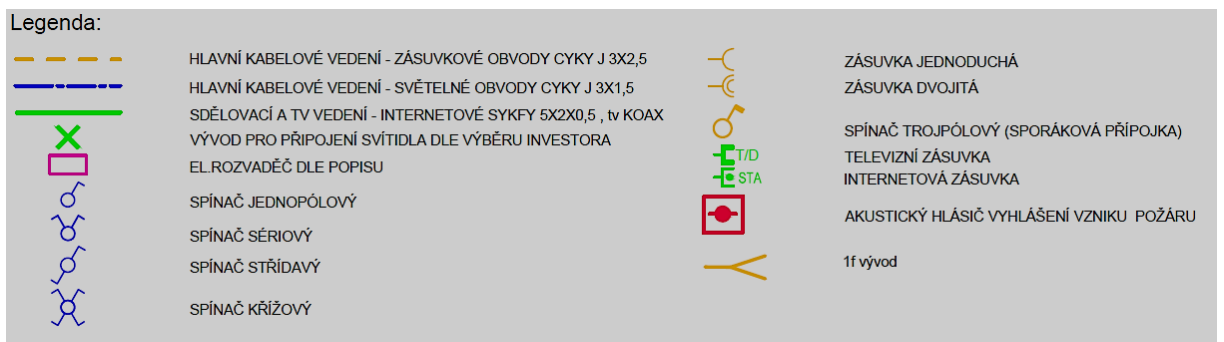 Legenda:
HLAVNÍ KABELOVÉ VEDENÍ - ZÁSUVKOVÉ OBVODY CYKY J 3X2,5
HLAVNÍ KABELOVÉ VEDENÍ - SVĚTELNÉ OBVODY CYKY J 3X1,5
SDĚLOVACÍ A TV VEDENÍ - INTERNETOVÉ SYKFY 5X2X0,5 , tv KOAX
VÝVOD PRO PŘIPOJENÍ SVÍTIDLA DLE VÝBĚRU INVESTORA
EL.ROZVADĚČ DLE POPISU
SPÍNAČ JEDNOPÓLOVÝ
SPÍNAČ SÉRIOVÝ
SPÍNAČ STŘÍDAVÝ
SPÍNAČ KŘÍŽOVÝ
ZÁSUVKA JEDNODUCHÁ
ZÁSUVKA DVOJITÁ
SPÍNAČ TROJPÓLOVÝ (SPORÁKOVÁ PŘÍPOJKA)
T/D TELEVIZNÍ ZÁSUVKA
STA INTERNETOVÁ ZÁSUVKA
AKUSTICKÝ HLÁSIČ VYHLÁŠENÍ VZNIKU POŽÁRU
1f vývod